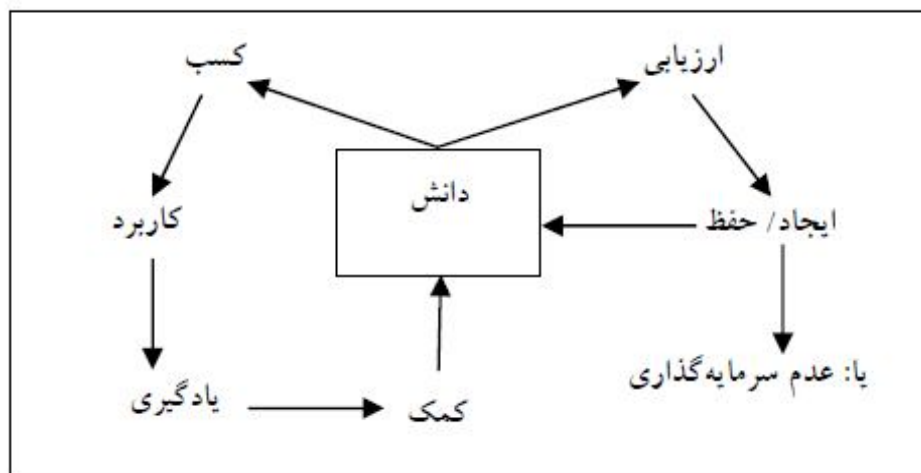 ارزیابی
کسب
دانش
ایجاد/ حفظ
کاربرد
یا: عدم سرمایه‌گذاری
کمک
یادگیری